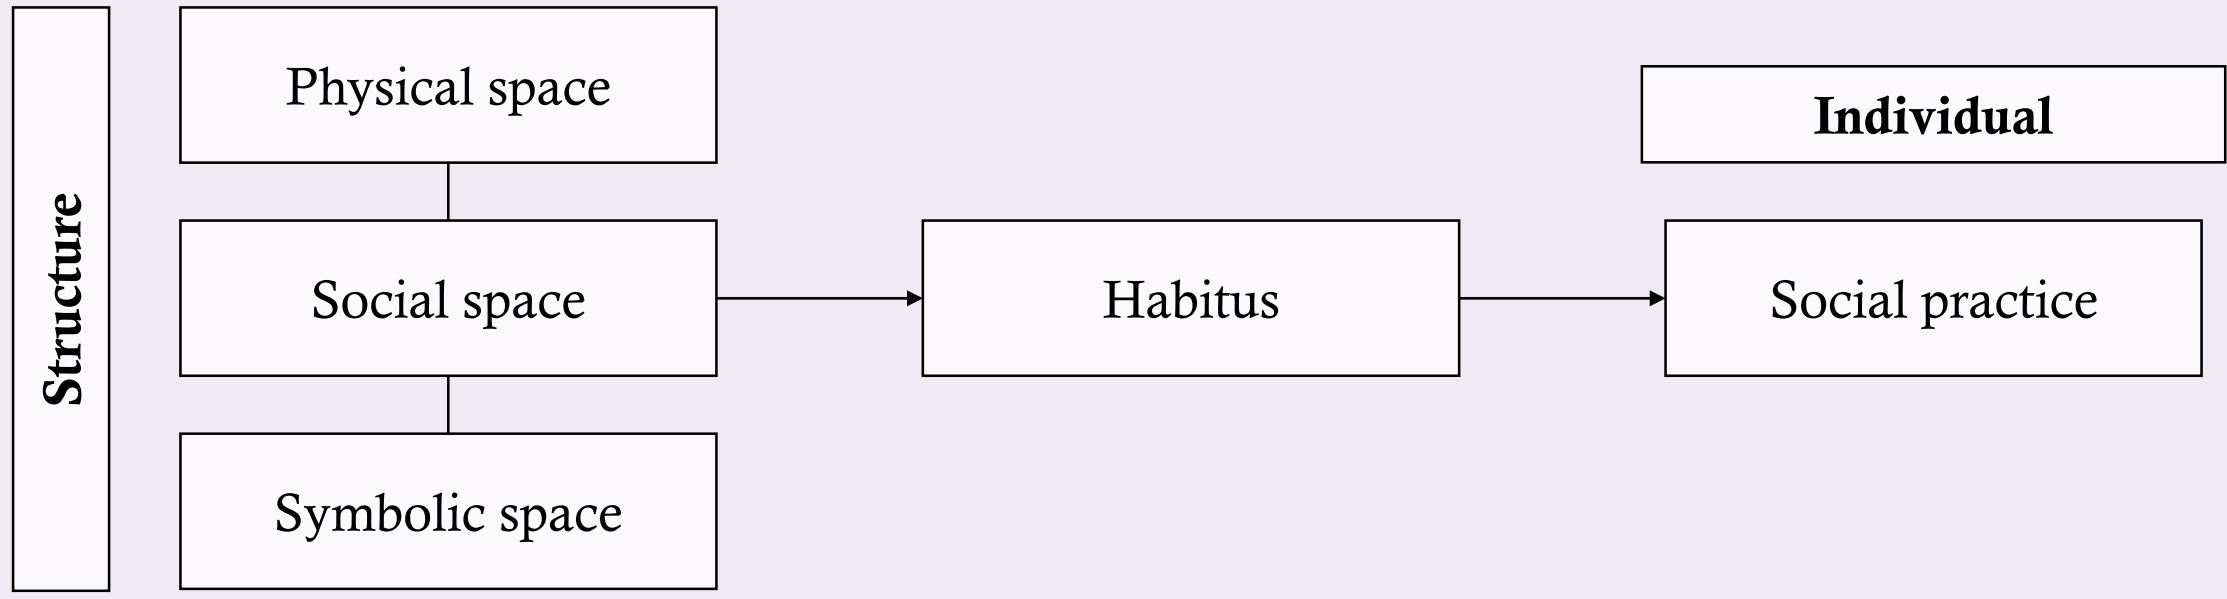 Structure
Physical space
Individual
Social space
Habitus
Social practice
Symbolic space